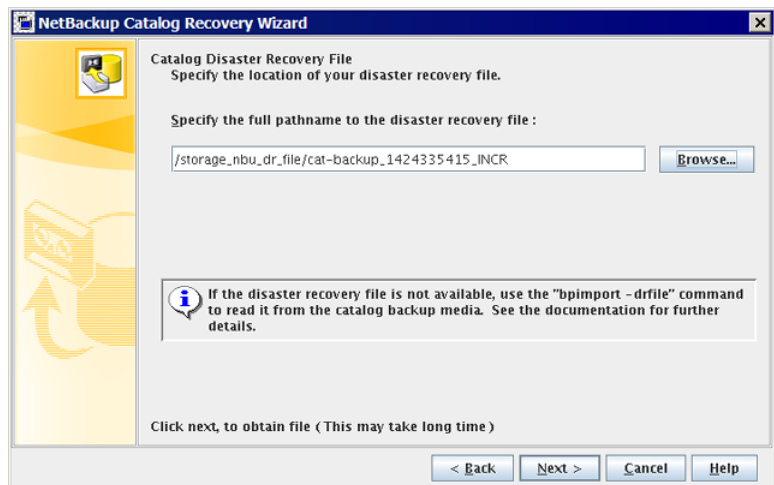 NetBackup Catalog Recovery Wizard
Catalog Disaster Recovery File
Specify the location of your disaster recovery file.
Specify the full pathname to the disaster recovery file :
/storage_nbu_dr_file/cat-backup_1424335415_INCR
Browse...
If the disaster recovery file is not available, use the "bpimport -drfile" command
to read it from the catalog backup media. See the documentation for further
details.
Click next, to obtain file (This may take long time)
< Back
Next >
Cancel
Help